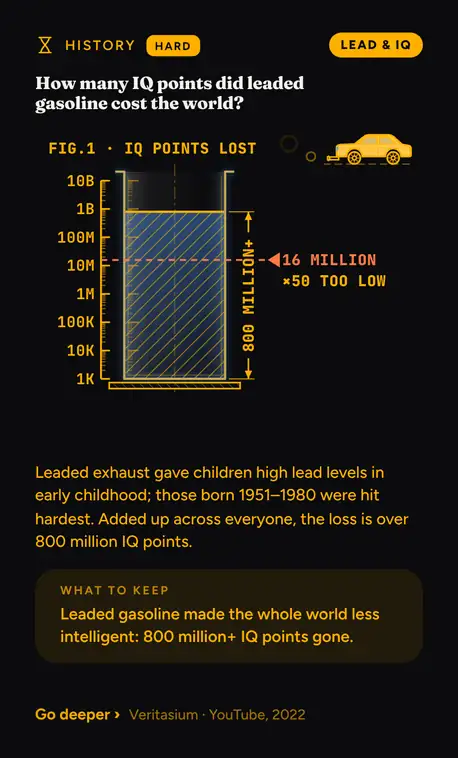 HISTORY HARD LEAD & IQ
How many IQ points did leaded
gasoline cost the world?
FIG.1 · IQ POINTS LOST
10B
1B
100M
10M
1M
100K
10K
1K
800 MILLION+
16 MILLION
×50 TOO LOW
Leaded exhaust gave children high lead levels in
early childhood; those born 1951–1980 were hit
hardest. Added up across everyone, the loss is over
800 million IQ points.
WHAT TO KEEP
Leaded gasoline made the whole world less
intelligent: 800 million+ IQ points gone.
Go deeper › Veritasium · YouTube, 2022